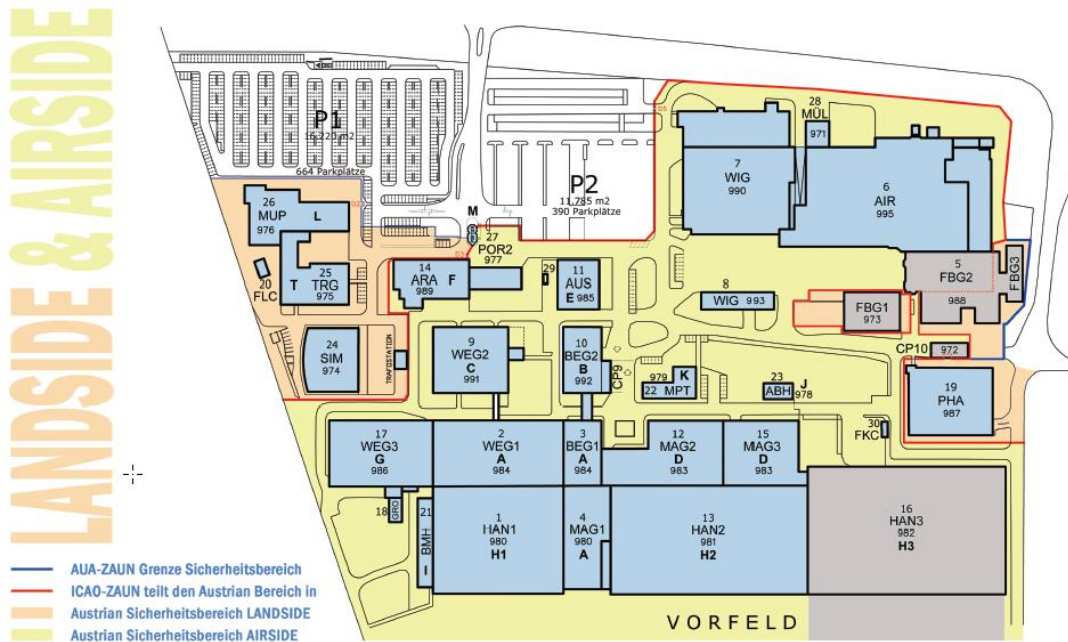 LANDSIDE & AIRSIDE
P1
16.220 m2
664 Parkplätze
P2
11.785 m2
390 Parkplätze
28
MÜL
971
7
WIG
990
6
AIR
995
D5
26
MUP
976
L
D2
M
27
POR2
977
D3
20
FLC
T
25
TRG
975
14
ARA
989
F
29
11
AUS
E 985
8
WIG 993
5
FBG2
988
FBG3
FBG1
973
CP10
972
24
SIM
974
TRAFOSTATION
9
WEG2
C
991
10
BEG2
B
992
CP9
979
K
22 MPT
23
ABH
J
978
19
PHA
987
30
FKC
17
WEG3
G
986
2
WEG1
A
984
3
BEG1
A
984
12
MAG2
D
983
15
MAG3
D
983
18
GRO
21
BMH
I
1
HAN1
980
H1
4
MAG1
980
A
13
HAN2
981
H2
16
HAN3
982
H3
AUA-ZAUN Grenze Sicherheitsbereich
ICAO-ZAUN teilt den Austrian Bereich in
Austrian Sicherheitsbereich LANDSIDE
Austrian Sicherheitsbereich AIRSIDE
VORFELD